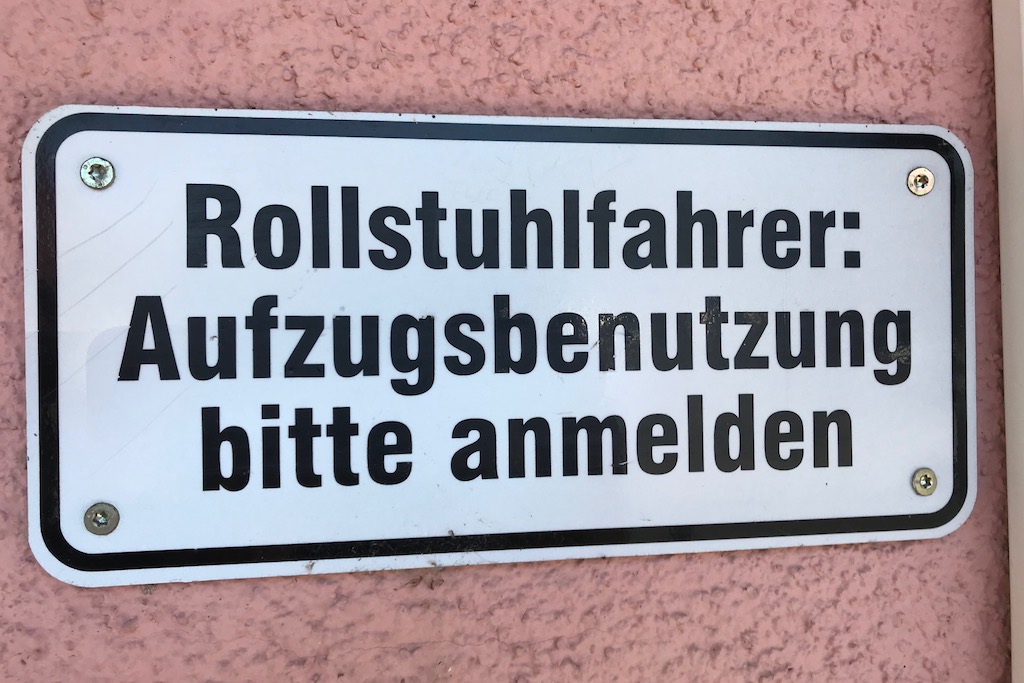 Rollstuhlfahrer:
Aufzugsbenutzung
bitte anmelden